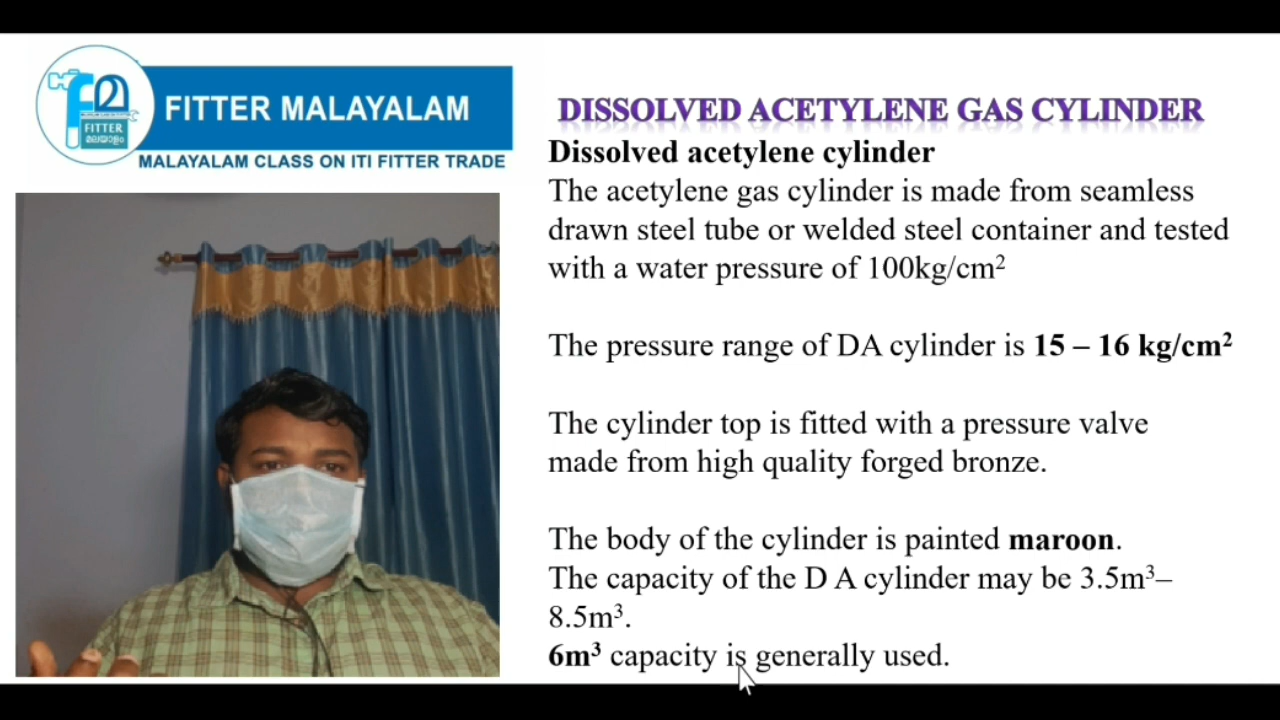 FITTER MALAYALAM
FITTER
മലയാളം
MALAYALAM CLASS ON ITI FITTER TRADE
DISSOLVED ACETYLENE GAS CYLINDER
Dissolved acetylene cylinder
The acetylene gas cylinder is made from seamless
drawn steel tube or welded steel container and tested
with a water pressure of 100kg/cm²
The pressure range of DA cylinder is 15 – 16 kg/cm²
The cylinder top is fitted with a pressure valve
made from high quality forged bronze.
The body of the cylinder is painted maroon.
The capacity of the D A cylinder may be 3.5m³–
8.5m³.
6m³ capacity is generally used.